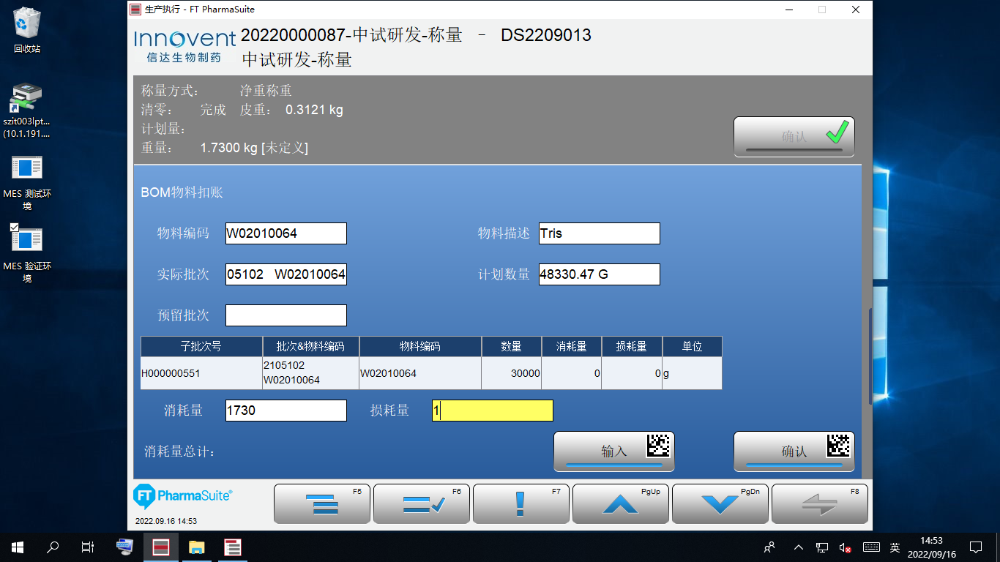 回收站
szit003lpt...
(10.1.191....
MES 测试环
境
MES 验证环
境
生产执行 - FT PharmaSuite
Innovent
信达生物制药
20220000087-中试研发-称量 - DS2209013
中试研发-称量
称量方式: 净重称重
清零: 完成 皮重: 0.3121 kg
计划量:
重量: 1.7300 kg [未定义]
确认
BOM物料扣账
物料编码 W02010064 物料描述 Tris
实际批次 05102 W02010064 计划数量 48330.47 G
预留批次
子批次号 批次&物料编码 物料编码 数量 消耗量 损耗量 单位
H000000551 2105102 W02010064 W02010064 30000 0 0 g
消耗量 1730 损耗量 1
消耗量总计: 输入 确认
FT PharmaSuite®
2022.09.16 14:53
F5 F6 F7 PgUp PgDn F8
英
14:53
2022/09/16